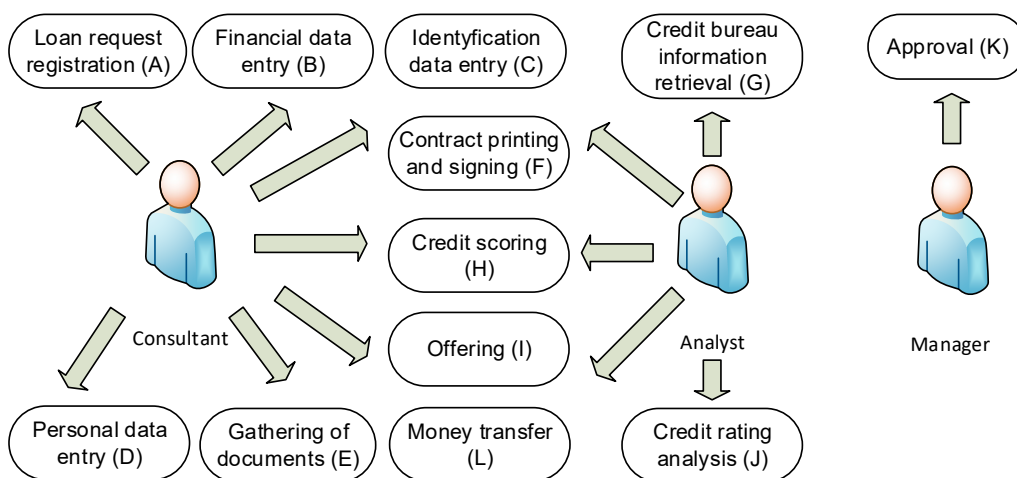 Loan request
registration (A)
Financial data
entry (B)
Identyfication
data entry (C)
Credit bureau
information
retrieval (G)
Approval (K)
Contract printing
and signing (F)
Credit scoring
(H)
Consultant
Offering (I)
Analyst
Manager
Personal data
entry (D)
Gathering of
documents (E)
Money transfer
(L)
Credit rating
analysis (J)